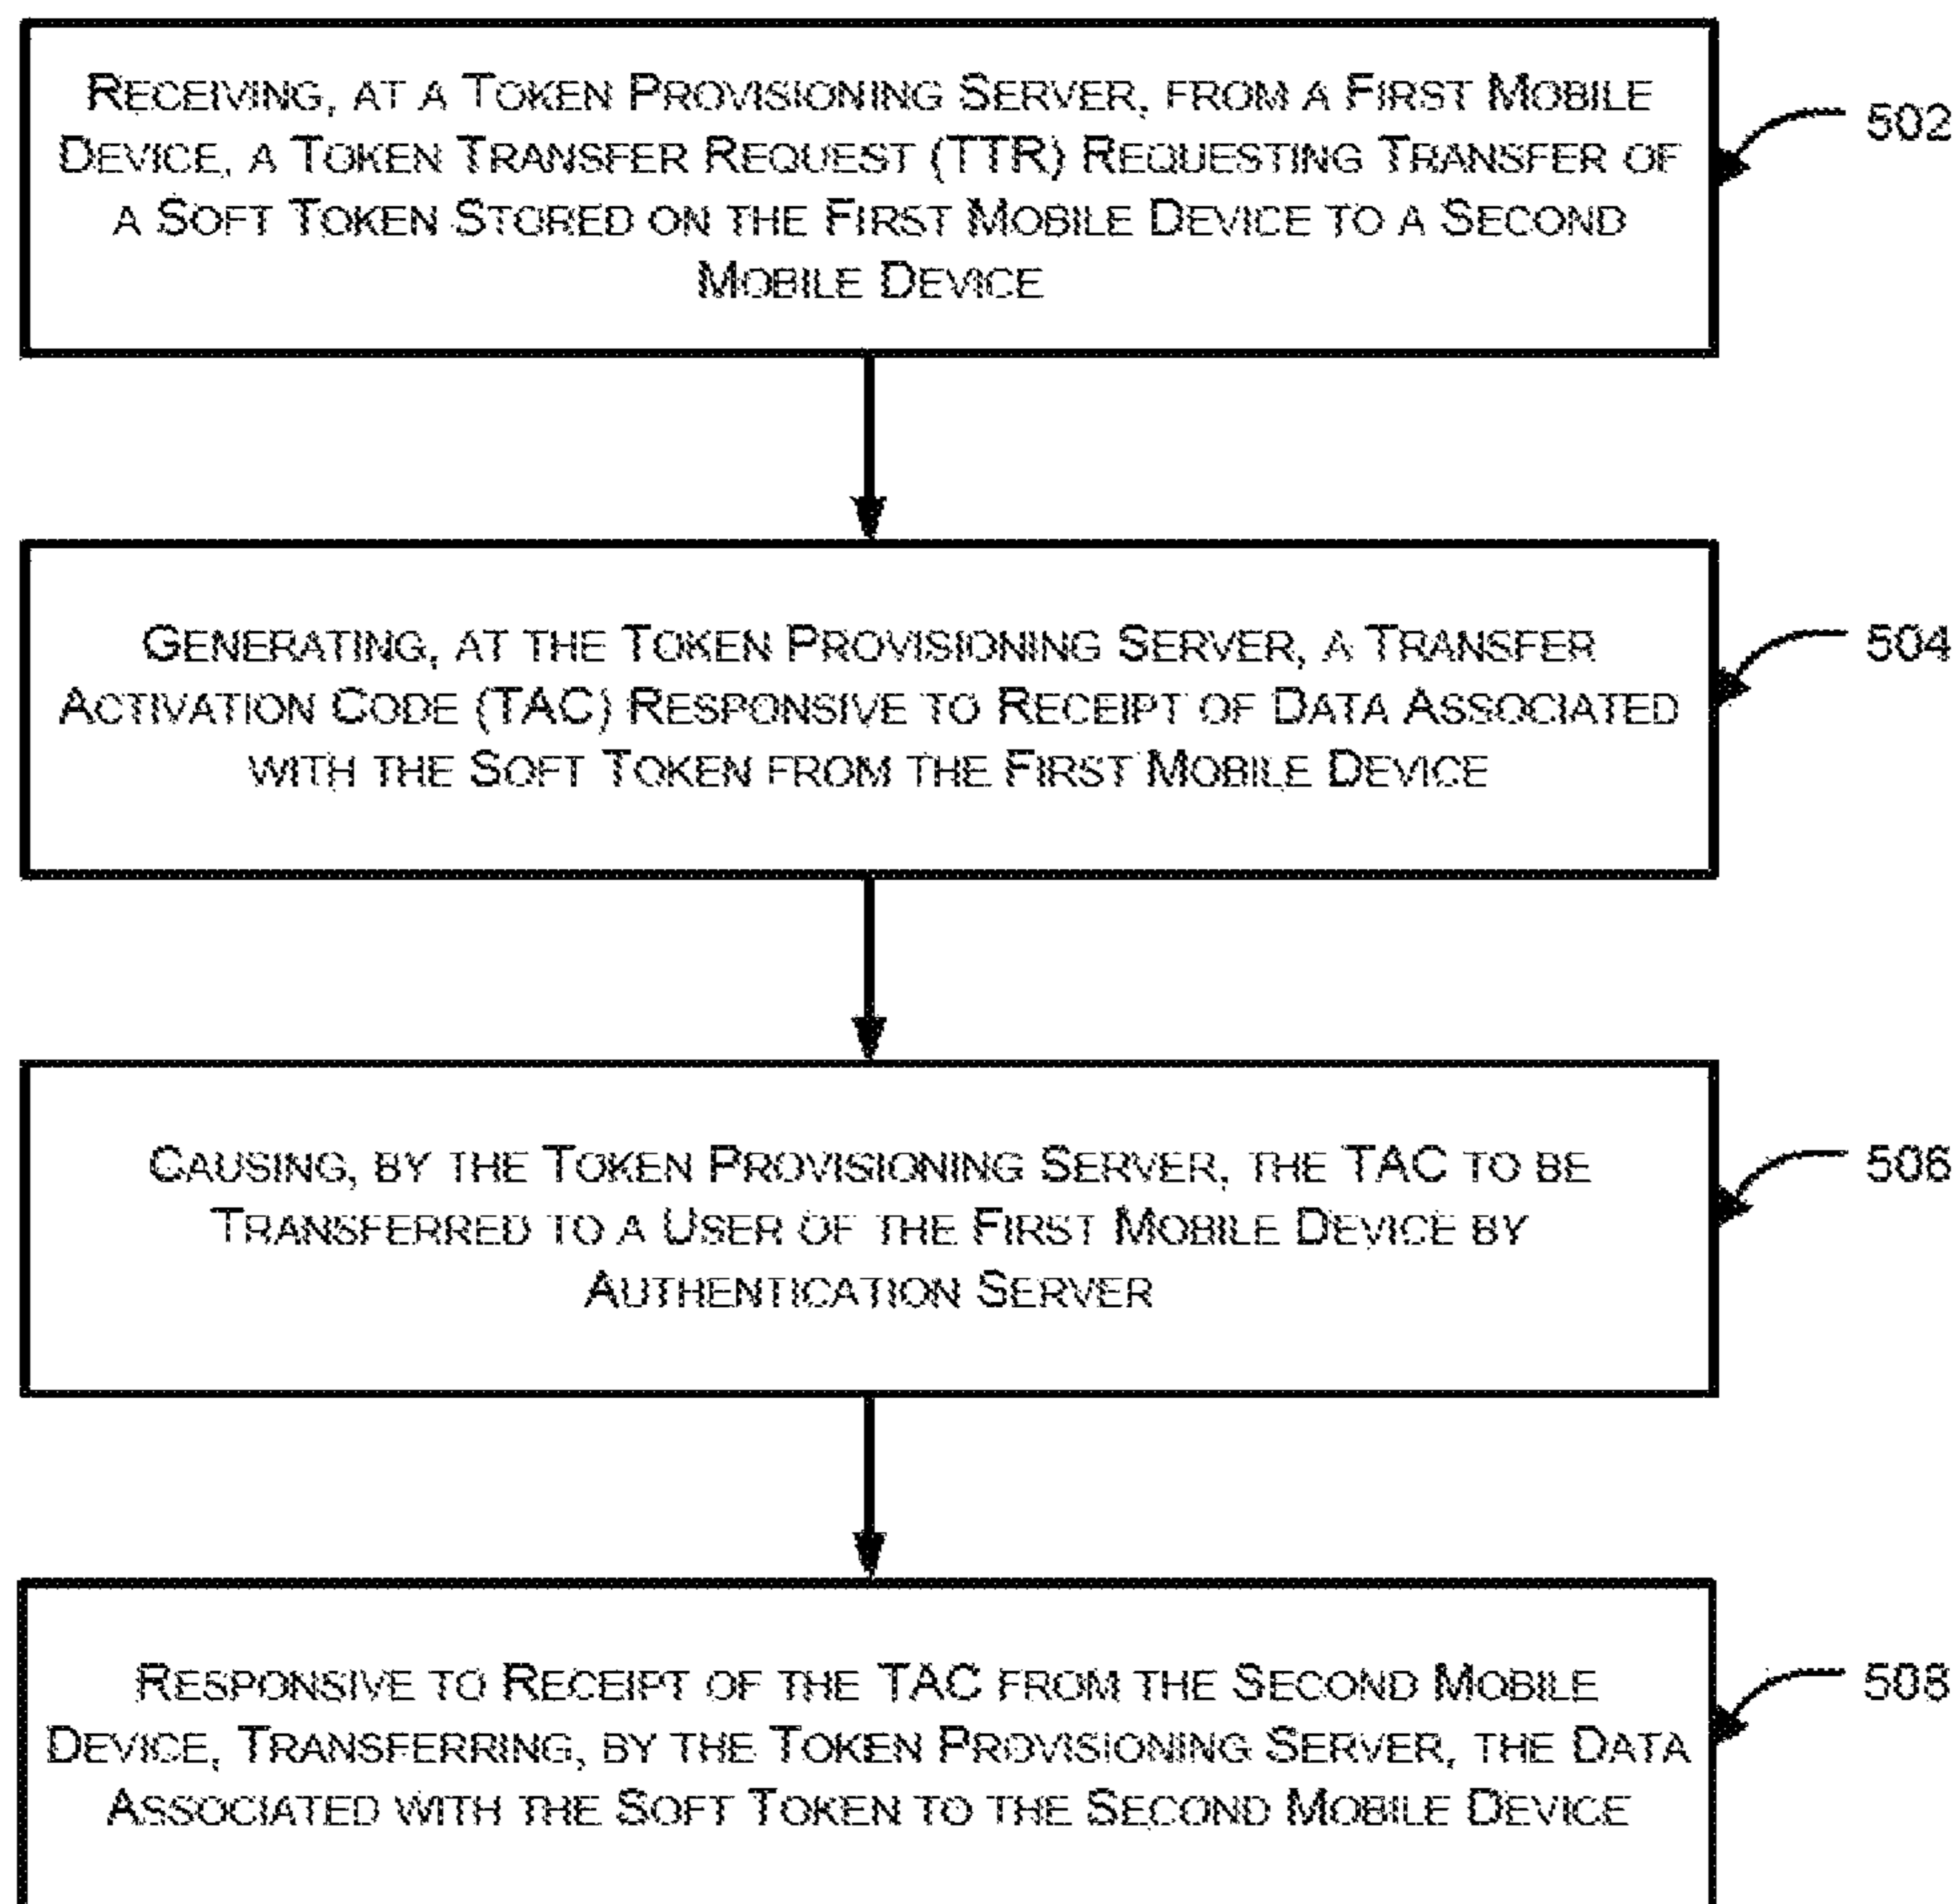 RECEIVING, AT A TOKEN PROVISIONING SERVER, FROM A FIRST MOBILE
DEVICE, A TOKEN TRANSFER REQUEST (TTR) REQUESTING TRANSFER OF
A SOFT TOKEN STORED ON THE FIRST MOBILE DEVICE TO A SECOND
MOBILE DEVICE
502
GENERATING, AT THE TOKEN PROVISIONING SERVER, A TRANSFER
ACTIVATION CODE (TAC) RESPONSIVE TO RECEIPT OF DATA ASSOCIATED
WITH THE SOFT TOKEN FROM THE FIRST MOBILE DEVICE
504
CAUSING, BY THE TOKEN PROVISIONING SERVER, THE TAC TO BE
TRANSFERRED TO A USER OF THE FIRST MOBILE DEVICE BY
AUTHENTICATION SERVER
506
RESPONSIVE TO RECEIPT OF THE TAC FROM THE SECOND MOBILE
DEVICE, TRANSFERRING, BY THE TOKEN PROVISIONING SERVER, THE DATA
ASSOCIATED WITH THE SOFT TOKEN TO THE SECOND MOBILE DEVICE
508